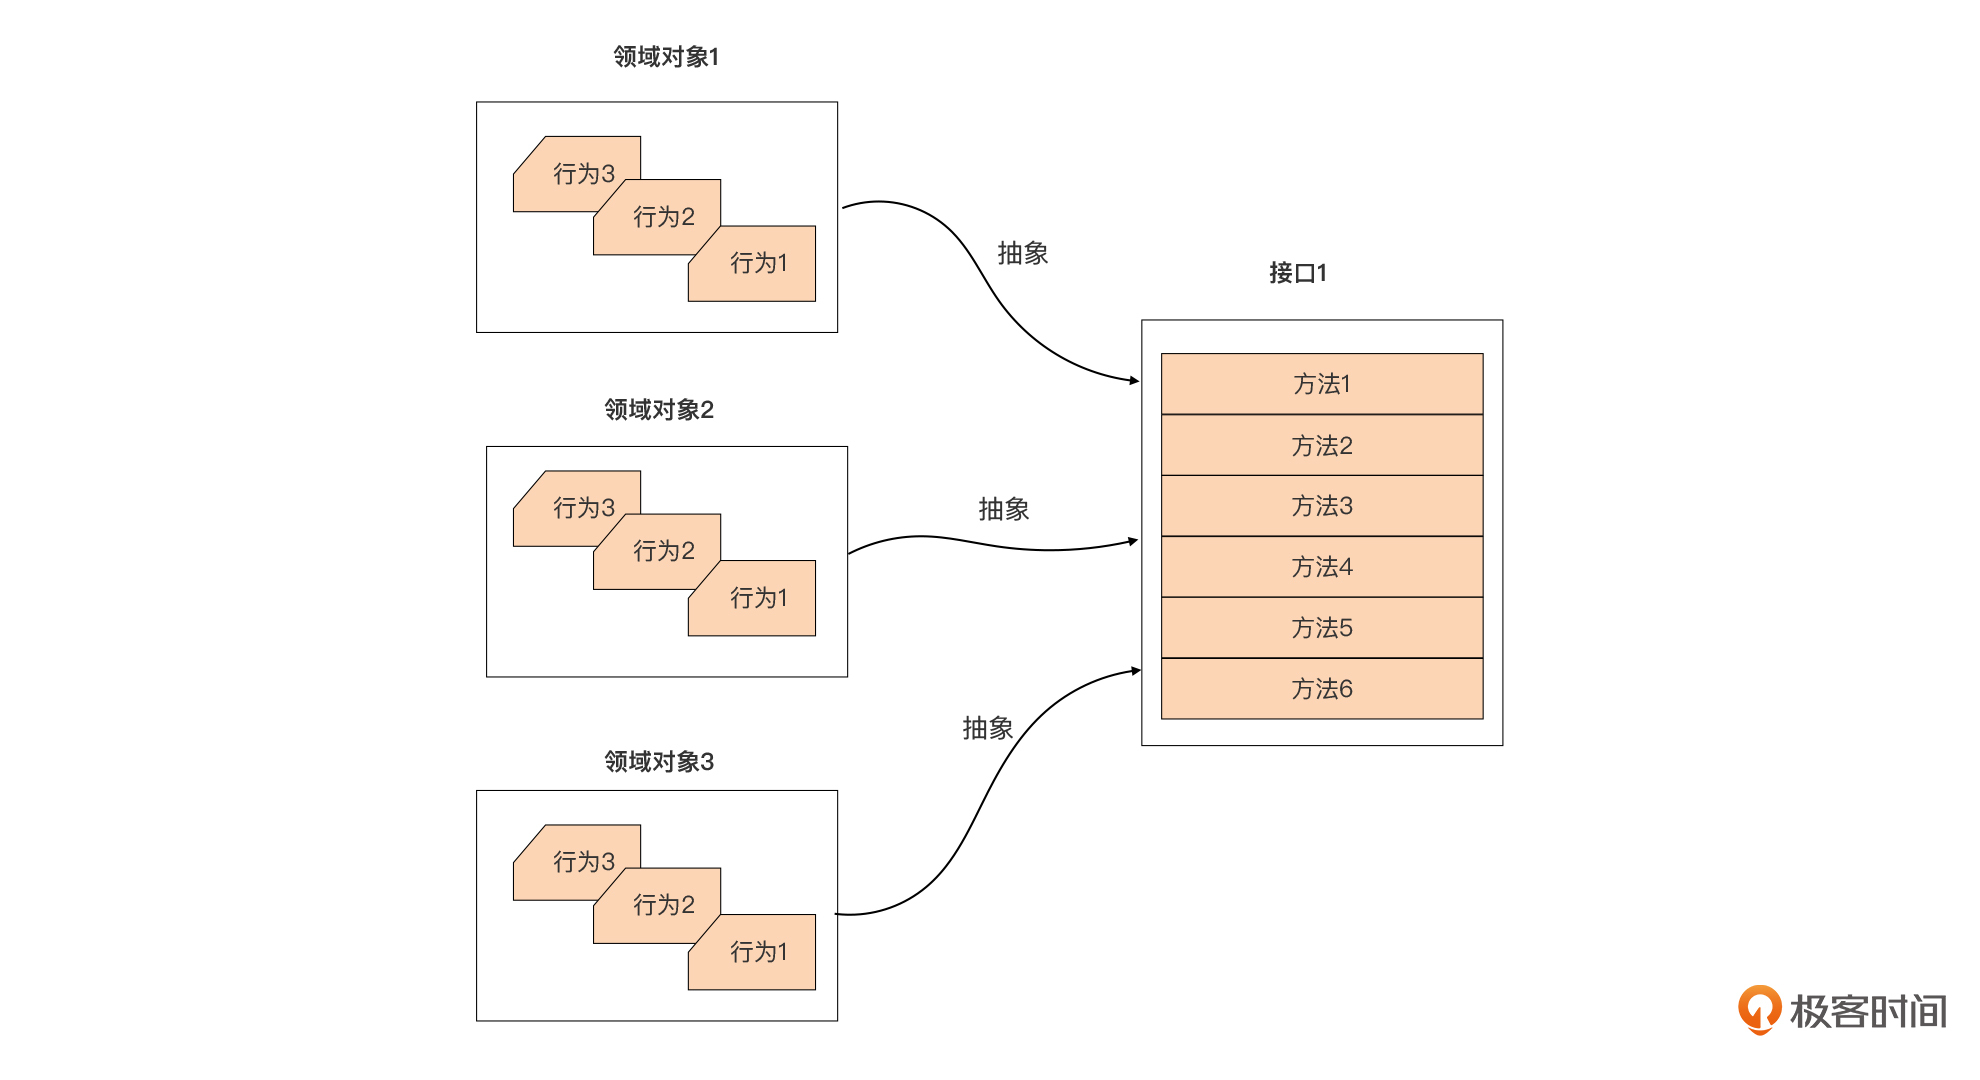 领域对象1
行为3
行为2
行为1
抽象
领域对象2
行为3
行为2
行为1
抽象
领域对象3
行为3
行为2
行为1
抽象
接口1
方法1
方法2
方法3
方法4
方法5
方法6
极客时间